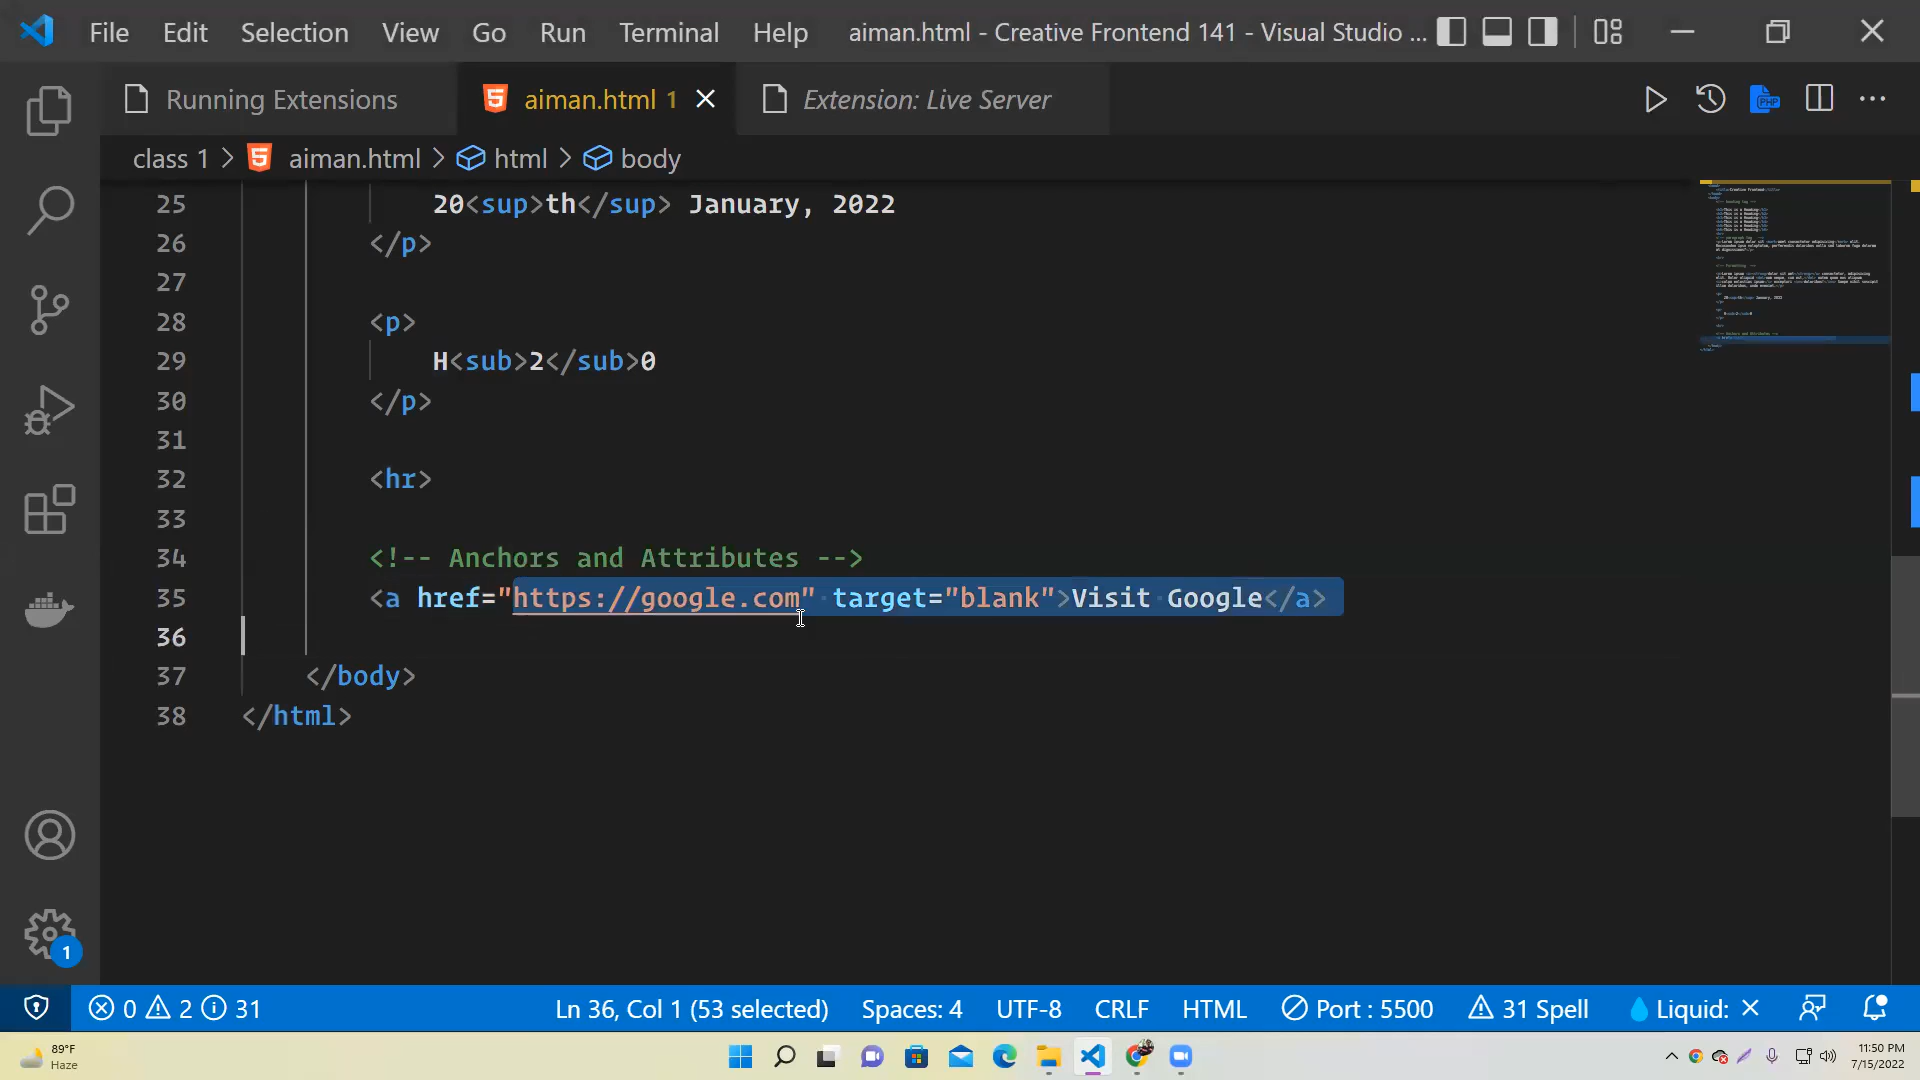 File Edit Selection View Go Run Terminal Help aiman.html - Creative Frontend 141 - Visual Studio ...
Running Extensions aiman.html 1 Extension: Live Server
class 1 > aiman.html > html > body
25 20<sup>th</sup> January, 2022
26 </p>
27
28 <p>
29 H<sub>2</sub>0
30 </p>
31
32 <hr>
33
34 <!-- Anchors and Attributes -->
35 <a href="https://google.com" target="blank">Visit Google</a>
36
37 </body>
38 </html>
1
0 2 31 Ln 36, Col 1 (53 selected) Spaces: 4 UTF-8 CRLF HTML Port : 5500 31 Spell Liquid:
89°F
Haze
11:50 PM
7/15/2022